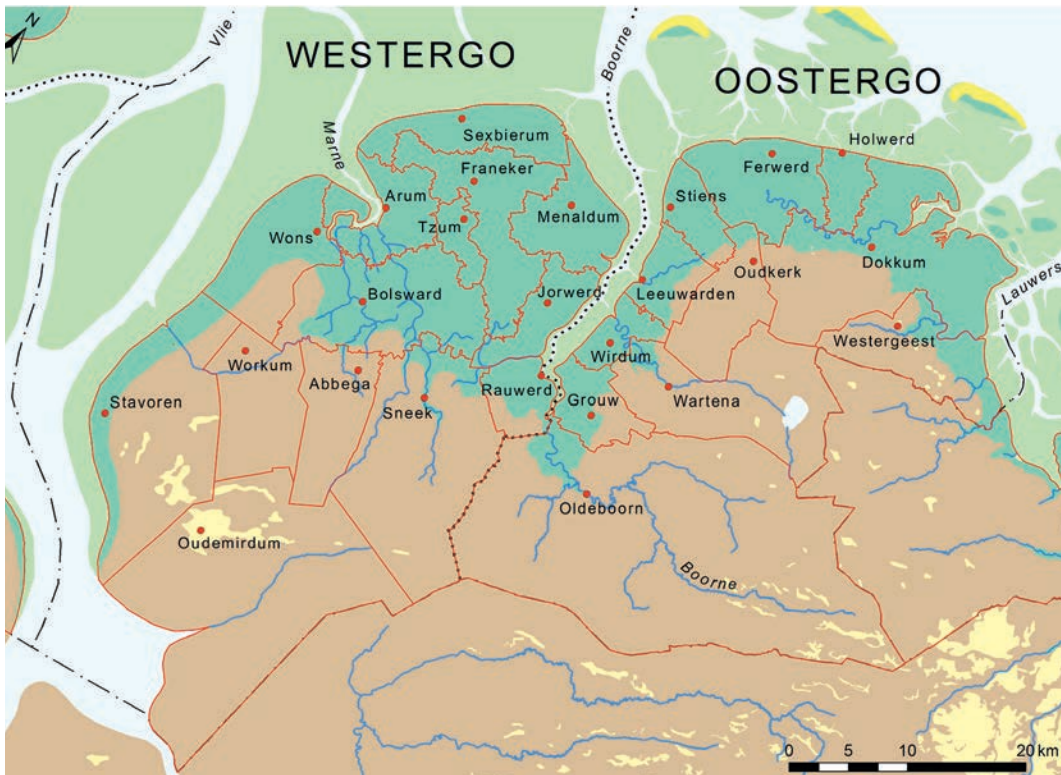 N
Vlie
WESTERGO
Boorne
OOSTERGO
Marne
Sexbierum
Holwerd
Ferwerd
Franeker
Arum
Stiens
Menaldum
Tzum
Wons
Dokkum
Oudkerk
Lauwers
Leeuwarden
Jorwerd
Bolsward
Westergeest
Wirdum
Workum
Abbega
Rauwerd
Wartena
Stavoren
Sneek
Grouw
Oldeboorn
Oudemirdum
Boorne
0 5 10 20 km